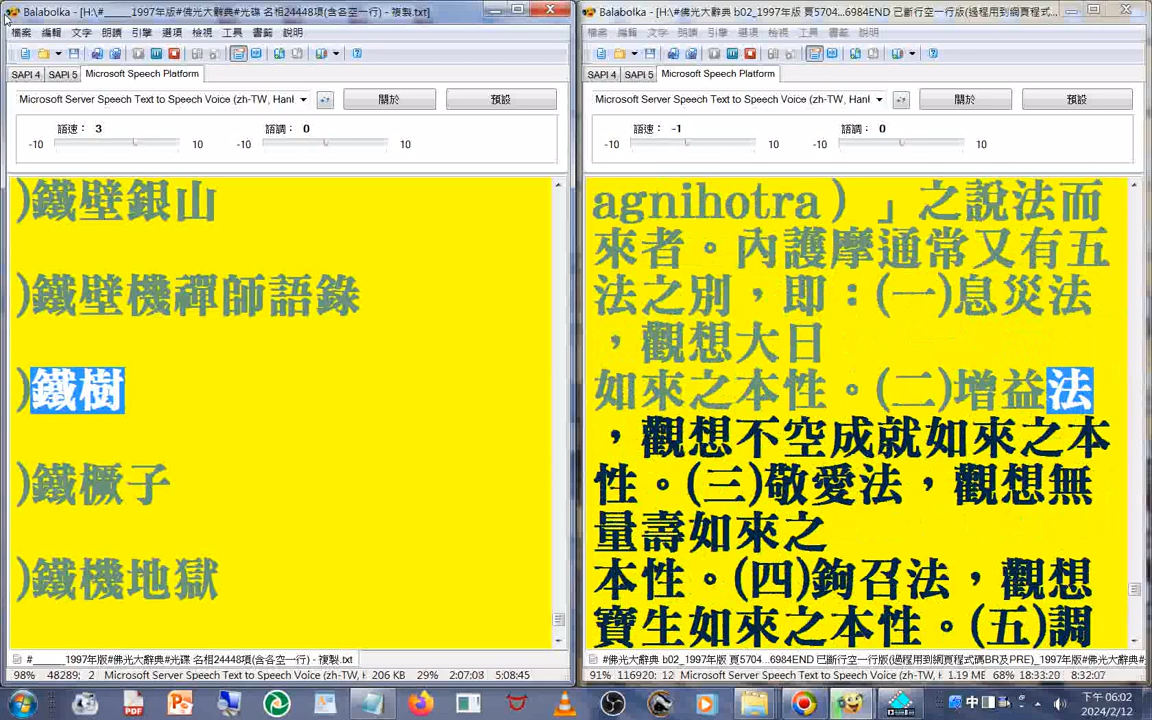 Balabolka - [H:\#_____1997年版#佛光大辭典#光碟 名相24448項(含各空一行) - 複製.txt]
檔案 編輯 文字 朗讀 引擎 選項 檢視 工具 書籤 說明
SAPI 4 SAPI 5 Microsoft Speech Platform
Microsoft Server Speech Text to Speech Voice (zh-TW, HanI
關於
預設
語速： 3
語調： 0
-10 10 -10 10
)鐵壁銀山
)鐵壁機禪師語錄
)鐵樹
)鐵橛子
)鐵機地獄
#_____1997年版#佛光大辭典#光碟 名相24448項(含各空一行) - 複製.txt
98% 48289; 2 Microsoft Server Speech Text to Speech Voice (zh-T 206 KB 29% 2:07:03 5:08:45
Balabolka - [H:\#佛光大辭典 b02_1997年版 頁5704...6984END 已斷行空一行版(過程用到網頁程式...
檔案 編輯 文字 朗讀 引擎 選項 檢視 工具 書籤 說明
SAPI 4 SAPI 5 Microsoft Speech Platform
Microsoft Server Speech Text to Speech Voice (zh-TW, HanI
關於
預設
語速： -1
語調： 0
-10 10 -10 10
agnihotra）」之說法而
來者。內護摩通常又有五
法之別，即：(一)息災法
，觀想大日
如來之本性。(二)增益法
，觀想不空成就如來之本
性。(三)敬愛法，觀想無
量壽如來之
本性。(四)鉤召法，觀想
寶生如來之本性。(五)調
#佛光大辭典 b02_1997年版 頁5704...6984END 已斷行空一行版(過程用到網頁程式碼BR及PRE)_1997年版#佛光大辭典#
91% 116920; 12 Microsoft Server Speech Text to Speech Voice (zh-T 1.19 ME 68% 18:33:20 8:32:07
中
下午 06:02
2024/2/12